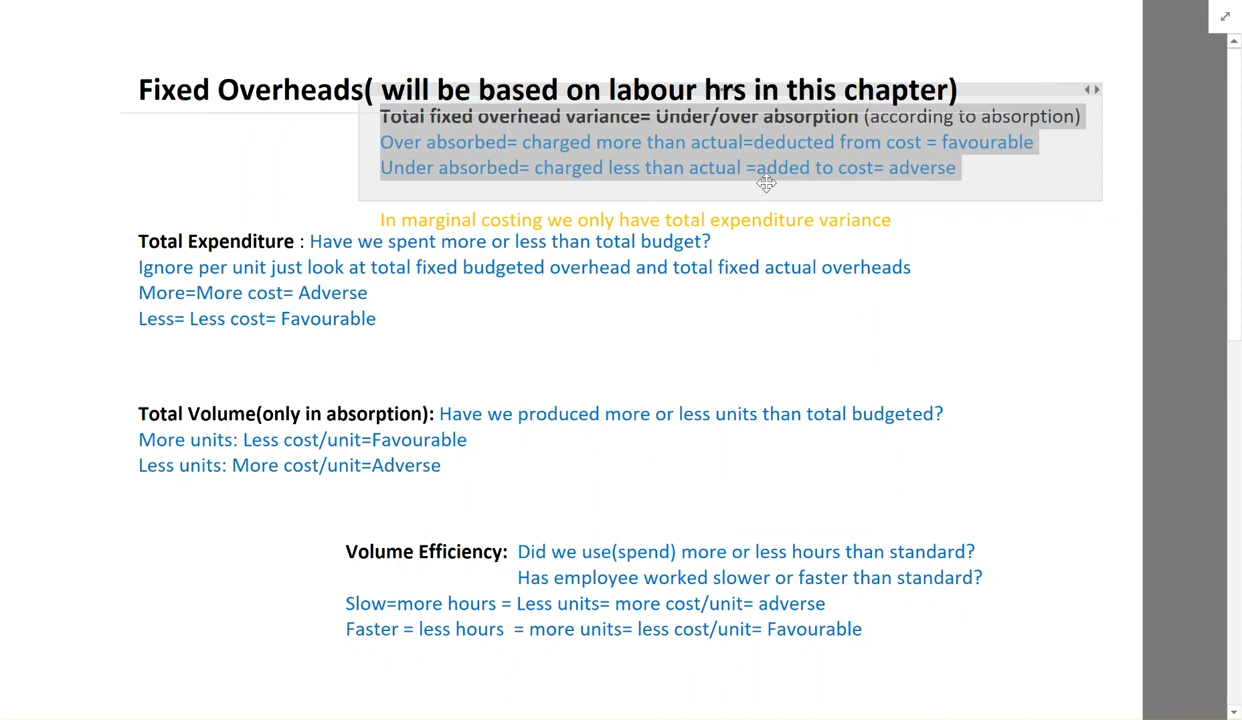 Fixed Overheads( will be based on labour hrs in this chapter)
Total fixed overhead variance= Under/over absorption (according to absorption)
Over absorbed= charged more than actual=deducted from cost = favourable
Under absorbed= charged less than actual =added to cost= adverse
In marginal costing we only have total expenditure variance
Total Expenditure : Have we spent more or less than total budget?
Ignore per unit just look at total fixed budgeted overhead and total fixed actual overheads
More=More cost= Adverse
Less= Less cost= Favourable
Total Volume(only in absorption): Have we produced more or less units than total budgeted?
More units: Less cost/unit=Favourable
Less units: More cost/unit=Adverse
Volume Efficiency: Did we use(spend) more or less hours than standard?
Has employee worked slower or faster than standard?
Slow=more hours = Less units= more cost/unit= adverse
Faster = less hours = more units= less cost/unit= Favourable